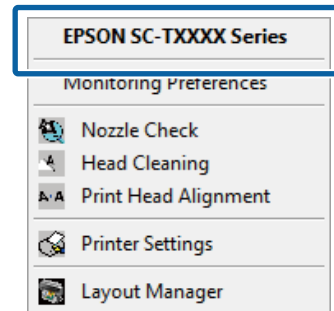 EPSON SC-TXXXX Series
Monitoring Preferences
Nozzle Check
Head Cleaning
Print Head Alignment
Printer Settings
Layout Manager